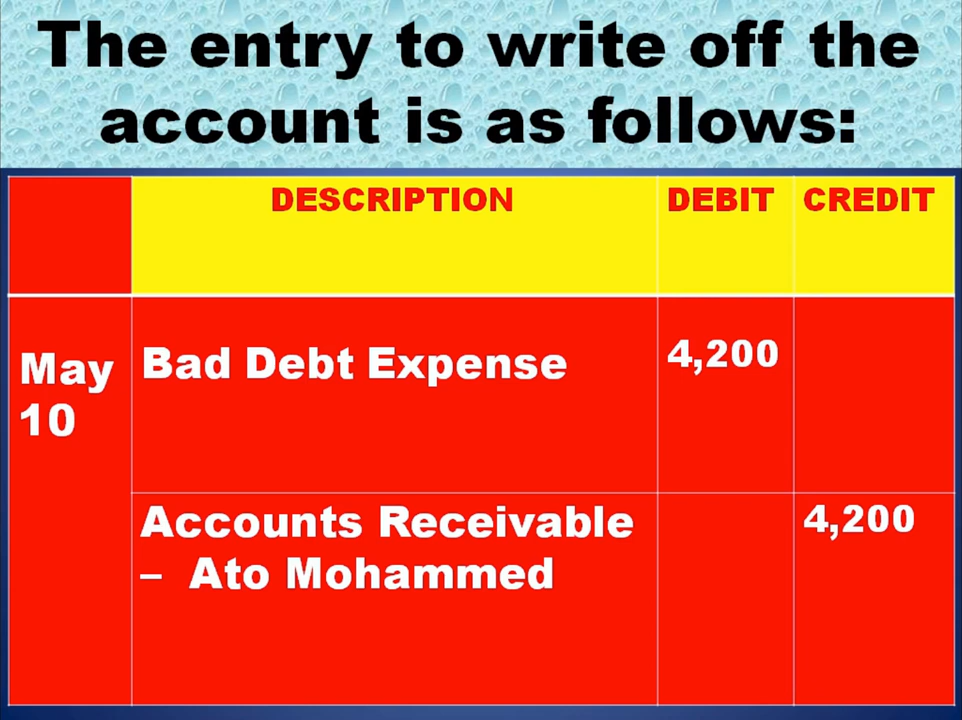 The entry to write off the
account is as follows:
DESCRIPTION DEBIT CREDIT
May
10
Bad Debt Expense 4,200
Accounts Receivable 4,200
– Ato Mohammed